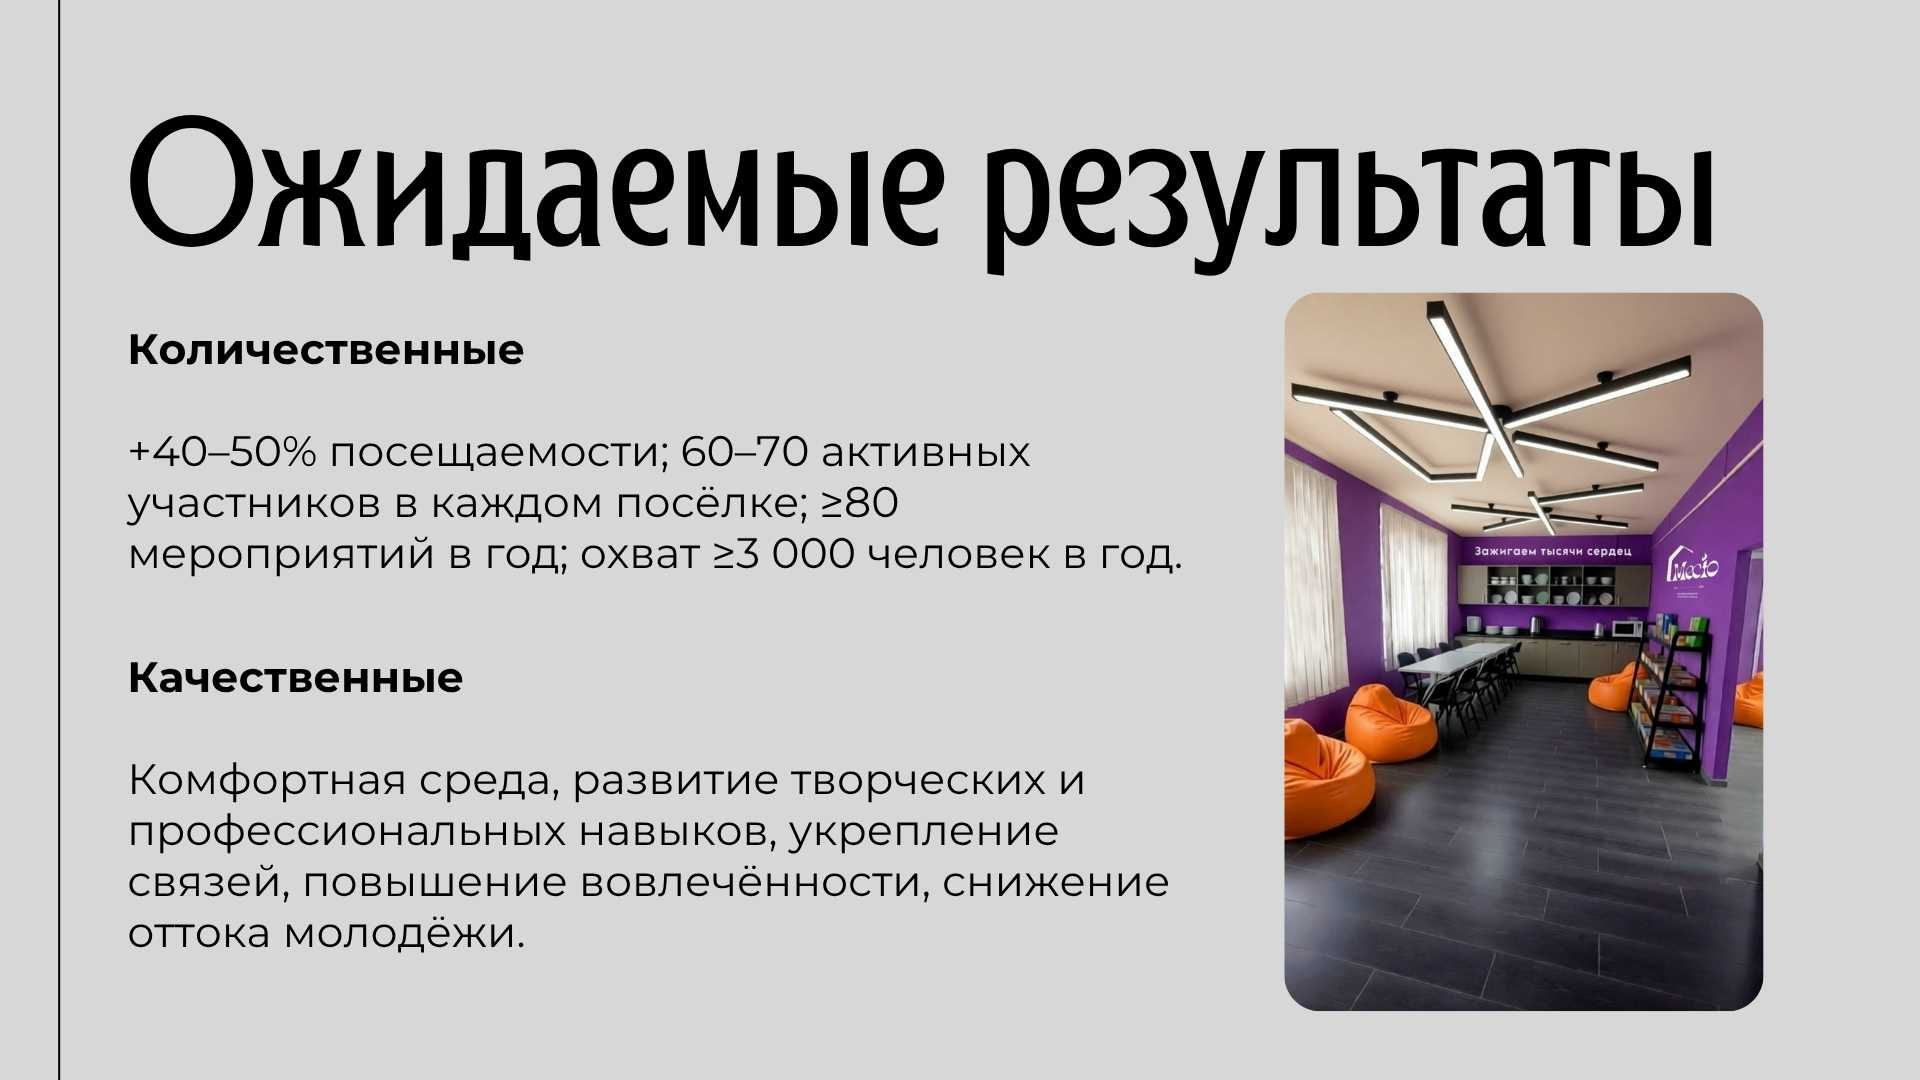 Ожидаемые результаты
Количественные
+40–50% посещаемости; 60–70 активных
участников в каждом посёлке; ≥80
мероприятий в год; охват ≥3 000 человек в год.
Качественные
Комфортная среда, развитие творческих и
профессиональных навыков, укрепление
связей, повышение вовлечённости, снижение
оттока молодёжи.
Зажигаем тысячи сердец
Место